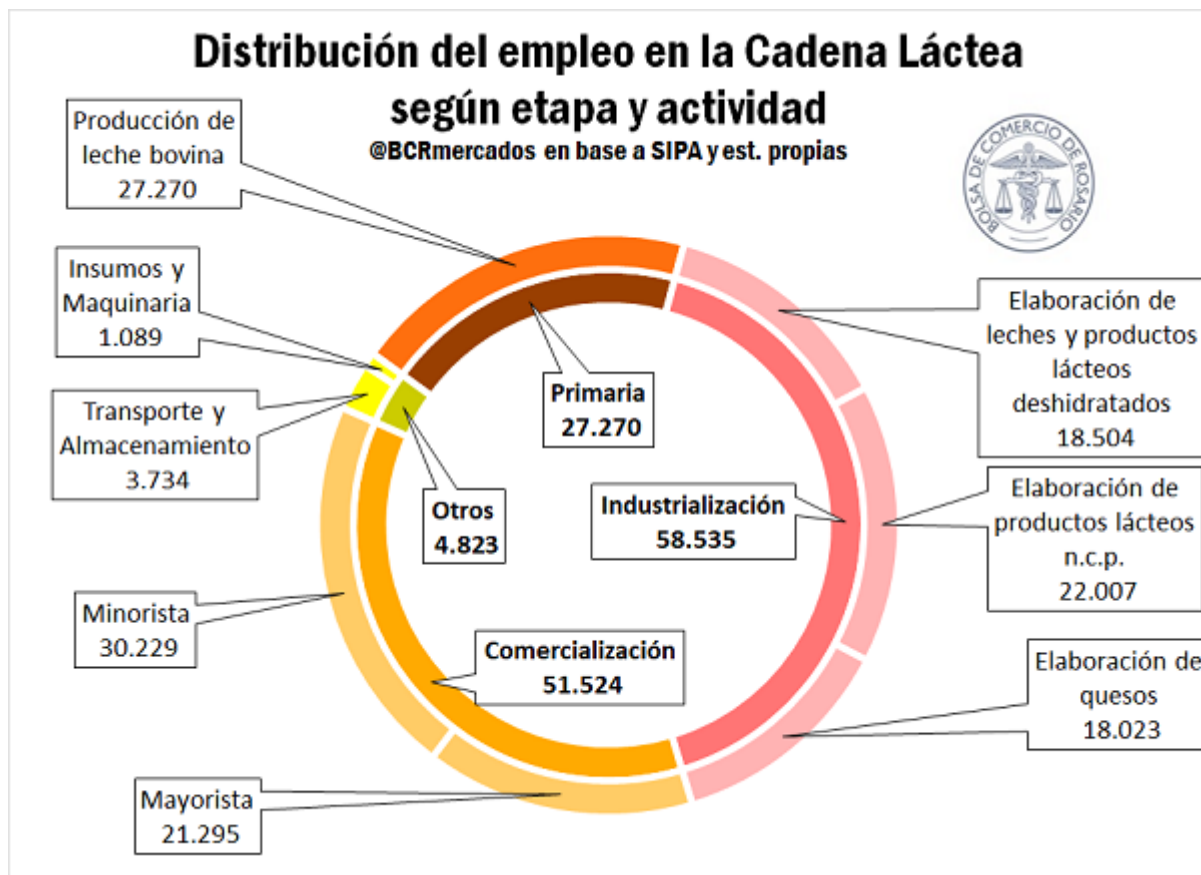 Distribución del empleo en la Cadena Láctea
según etapa y actividad
@BCRmercados en base a SIPA y est. propias
BOLSA DE COMERCIO DE ROSARIO
Producción de
leche bovina
27.270
Insumos y
Maquinaria
1.089
Transporte y
Almacenamiento
3.734
Minorista
30.229
Mayorista
21.295
Primaria
27.270
Otros
4.823
Industrialización
58.535
Comercialización
51.524
Elaboración de
leches y productos
lácteos
deshidratados
18.504
Elaboración de
productos lácteos
n.c.p.
22.007
Elaboración de
quesos
18.023